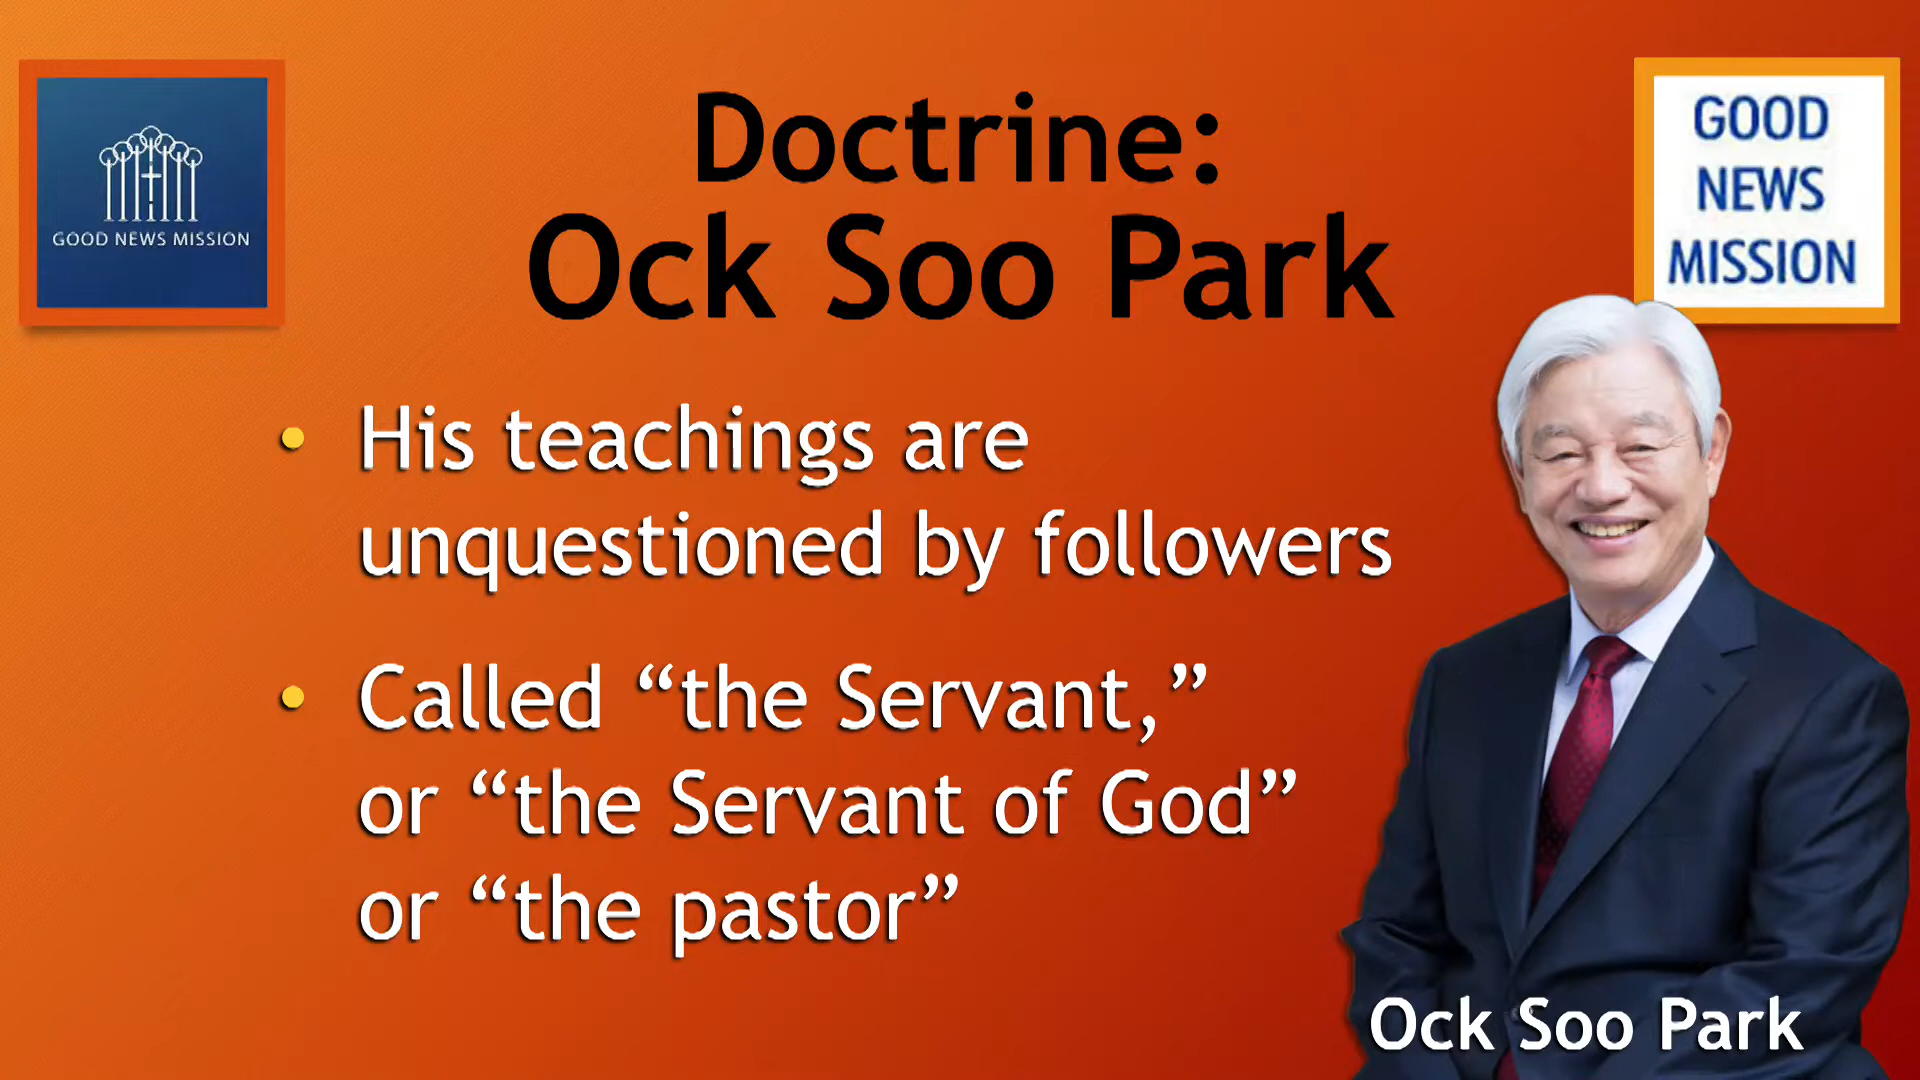 GOOD NEWS MISSION
Doctrine:
Ock Soo Park
GOOD
NEWS
MISSION
• His teachings are
unquestioned by followers
• Called “the Servant,”
or “the Servant of God”
or “the pastor”
Ock Soo Park